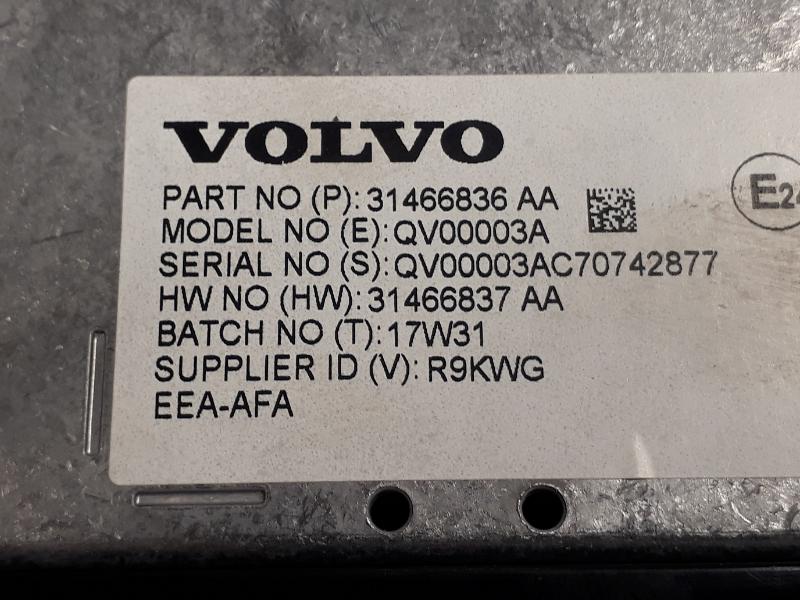 VOLVO
PART NO (P): 31466836 AA
MODEL NO (E): QV00003A
SERIAL NO (S): QV00003AC70742877
HW NO (HW): 31466837 AA
BATCH NO (T): 17W31
SUPPLIER ID (V): R9KWG
EEA-AFA